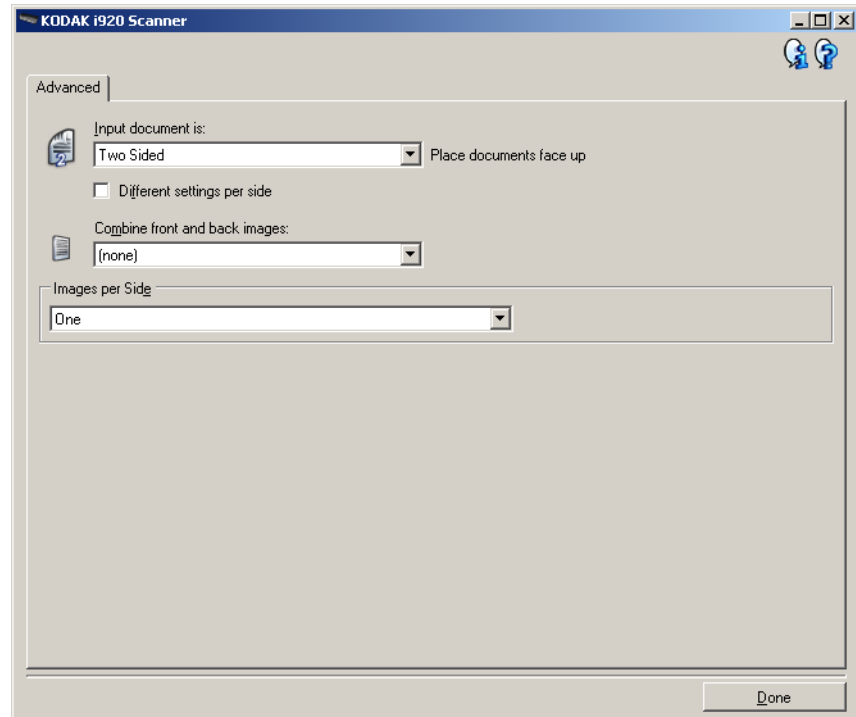 KODAK i920 Scanner
Advanced
Input document is:
Two Sided
Place documents face up
Different settings per side
2
Combine front and back images:
(none)
Images per Side
One
Done